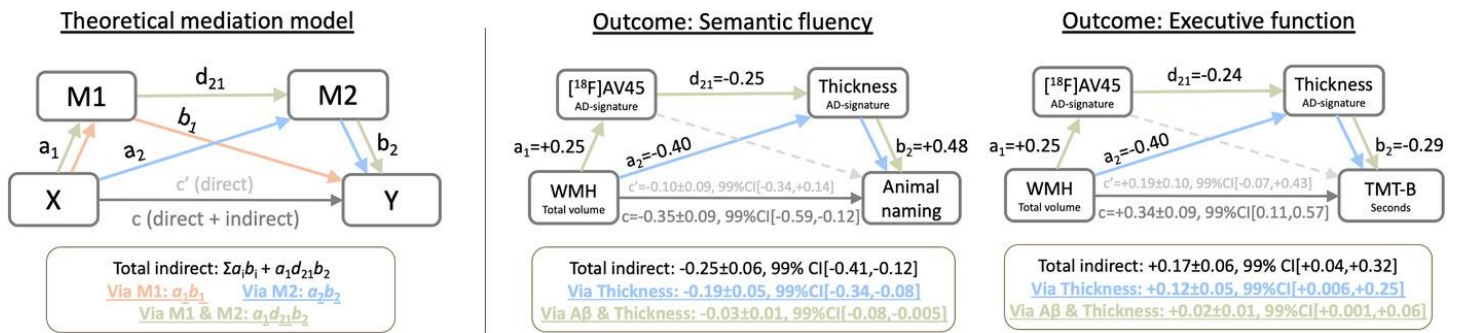 Theoretical mediation model
M1
d21
M2
a1
b1
a2
b2
X
c' (direct)
c (direct + indirect)
Y
Total indirect: Σaibi + a1d21b2
Via M1: a1b1
Via M2: a2b2
Via M1 & M2: a1d21b2
Outcome: Semantic fluency
[18F]AV45
AD-signature
d21=-0.25
Thickness
AD-signature
a1=+0.25
a2=-0.40
b2=+0.48
WMH
Total volume
c'=-0.10±0.09, 99%CI[-0.34,+0.14]
c=-0.35±0.09, 99%CI[-0.59,-0.12]
Animal
naming
Total indirect: -0.25±0.06, 99% CI[-0.41,-0.12]
Via Thickness: -0.19±0.05, 99%CI[-0.34,-0.08]
Via Aβ & Thickness: -0.03±0.01, 99%CI[-0.08,-0.005]
Outcome: Executive function
[18F]AV45
AD-signature
d21=-0.24
Thickness
AD-signature
a1=+0.25
a2=-0.40
b2=-0.29
WMH
Total volume
c'=+0.19±0.10, 99%CI[-0.07,+0.43]
c=+0.34±0.09, 99%CI[0.11,0.57]
TMT-B
Seconds
Total indirect: +0.17±0.06, 99% CI[+0.04,+0.32]
Via Thickness: +0.12±0.05, 99%CI[+0.006,+0.25]
Via Aβ & Thickness: +0.02±0.01, 99%CI[+0.001,+0.06]